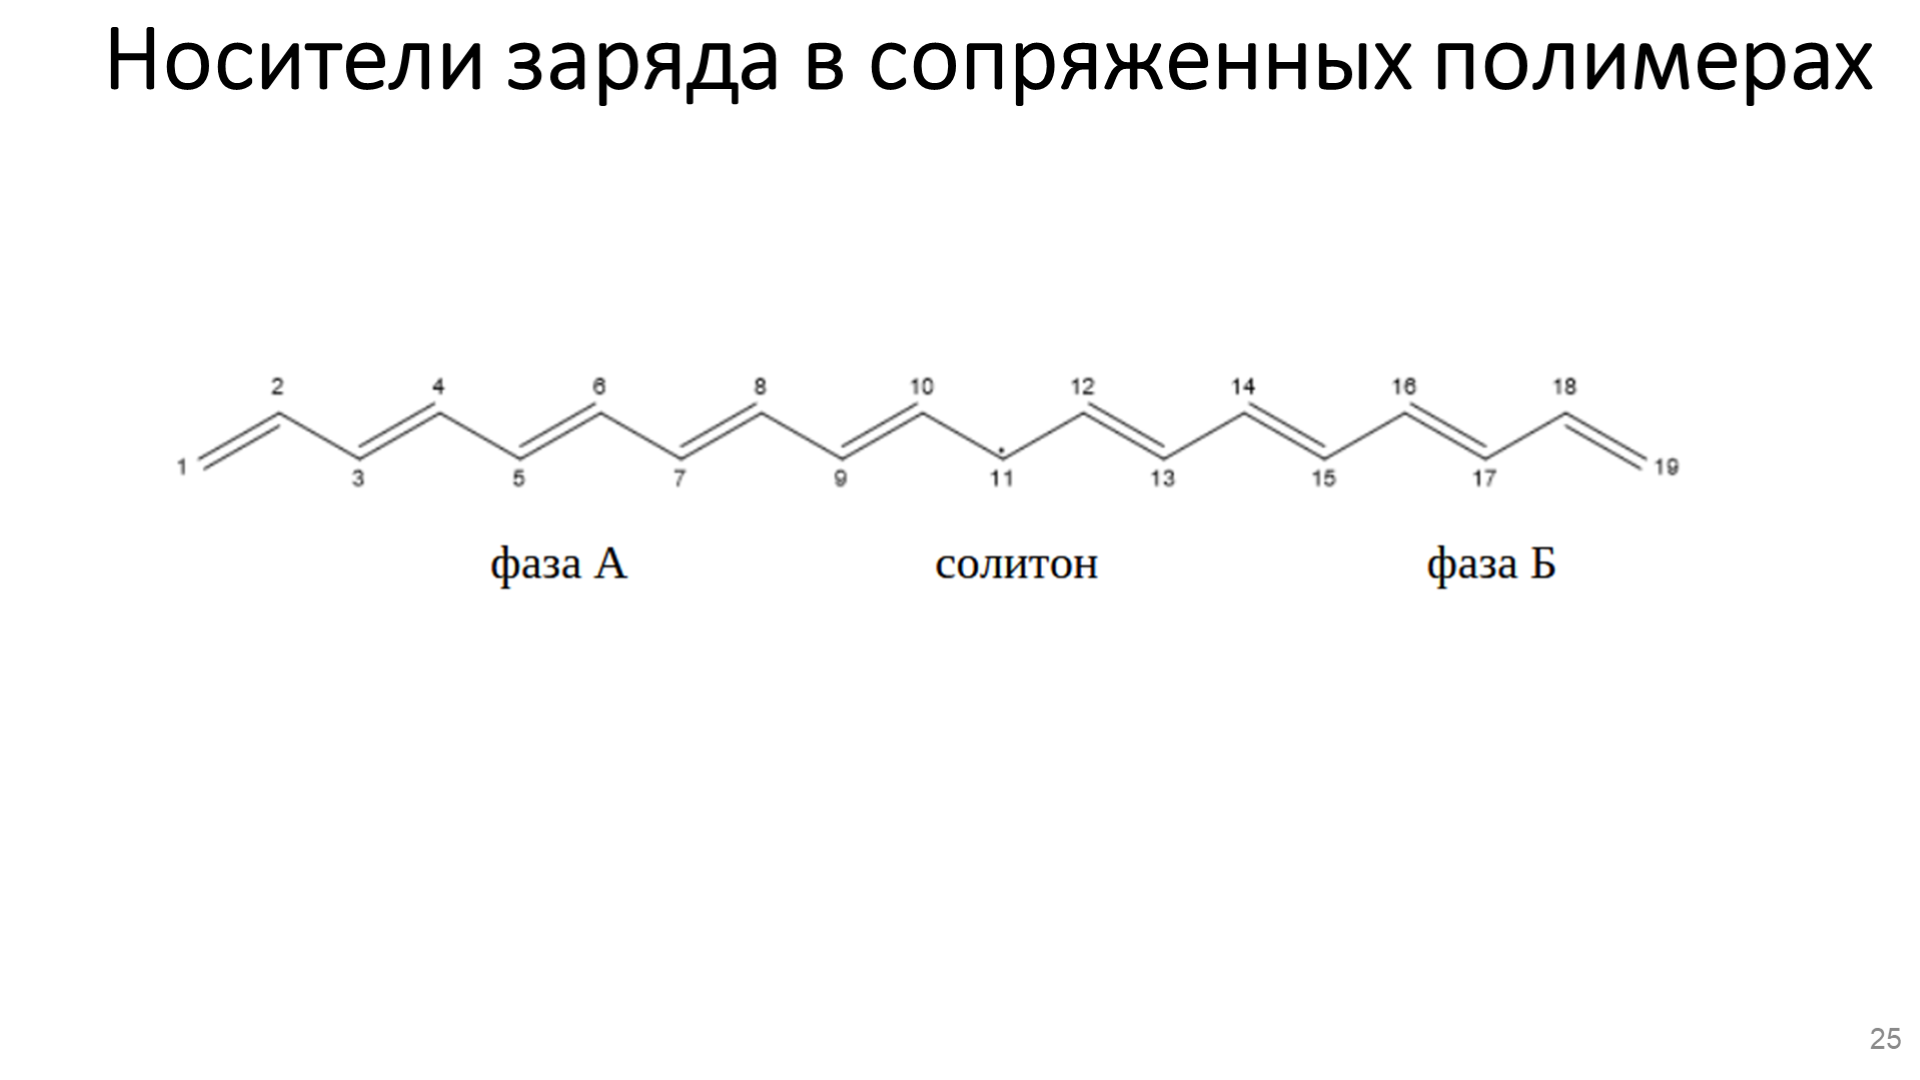 Носители заряда в сопряженных полимерах
2 4 6 8 10 12 14 16 18
1 3 5 7 9 11 13 15 17 19
фаза А солитон фаза Б
25